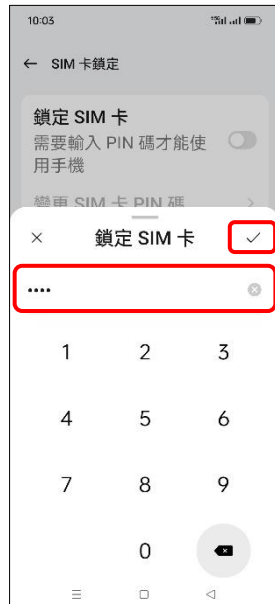 10:03
← SIM 卡鎖定
鎖定 SIM 卡
需要輸入 PIN 碼才能使
用手機
變更 SIM 卡 PIN 碼
鎖定 SIM 卡
••••
1 2 3
4 5 6
7 8 9
0